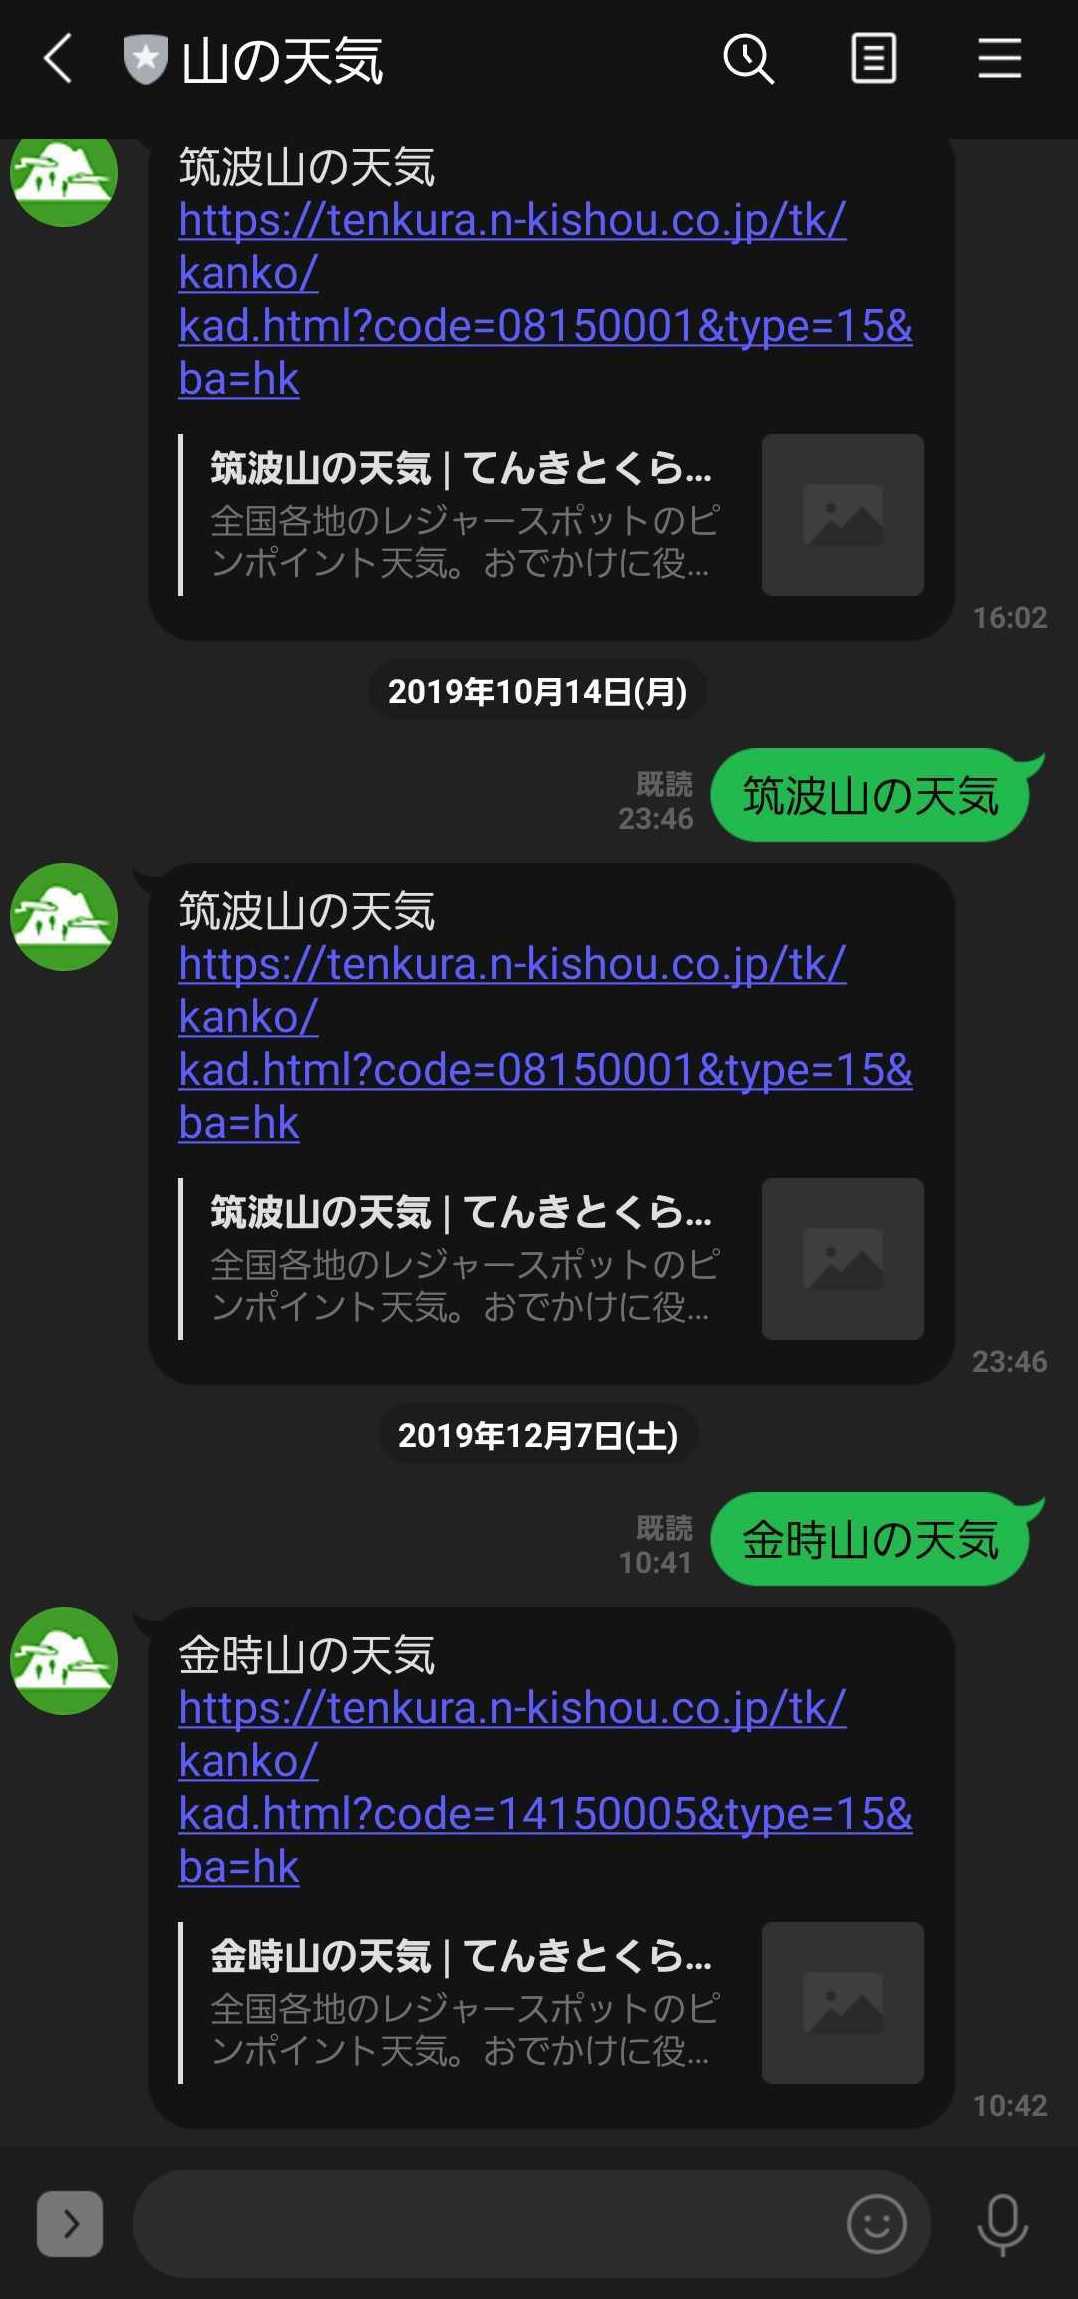 山の天気
筑波山の天気
https://tenkura.n-kishou.co.jp/tk/
kanko/
kad.html?code=08150001&type=15&
ba=hk
筑波山の天気 | てんきとくら...
全国各地のレジャースポットのピ
ンポイント天気。おでかけに役...
16:02
2019年10月14日(月)
既読
23:46
筑波山の天気
筑波山の天気
https://tenkura.n-kishou.co.jp/tk/
kanko/
kad.html?code=08150001&type=15&
ba=hk
筑波山の天気 | てんきとくら...
全国各地のレジャースポットのピ
ンポイント天気。おでかけに役...
23:46
2019年12月7日(土)
既読
10:41
金時山の天気
金時山の天気
https://tenkura.n-kishou.co.jp/tk/
kanko/
kad.html?code=14150005&type=15&
ba=hk
金時山の天気 | てんきとくら...
全国各地のレジャースポットのピ
ンポイント天気。おでかけに役...
10:42